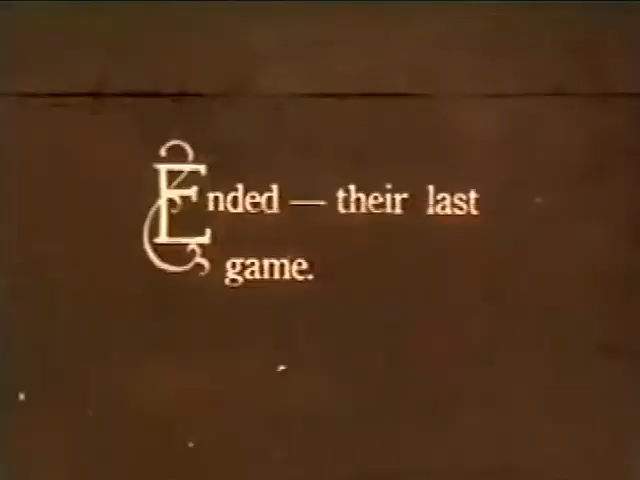 Ended — their last
game.